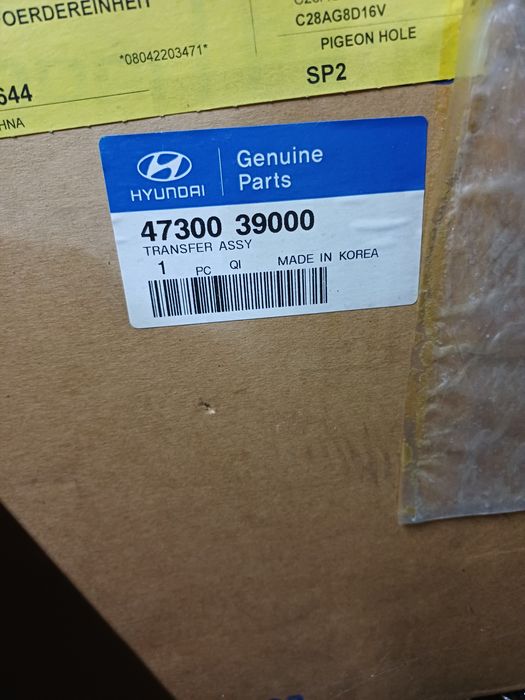 OERDEREINHEIT
*08042203471*
C28AG8D16V
PIGEON HOLE
SP2
644
HNA
HYUNDAI
Genuine
Parts
47300 39000
TRANSFER ASSY
1 PC QI MADE IN KOREA